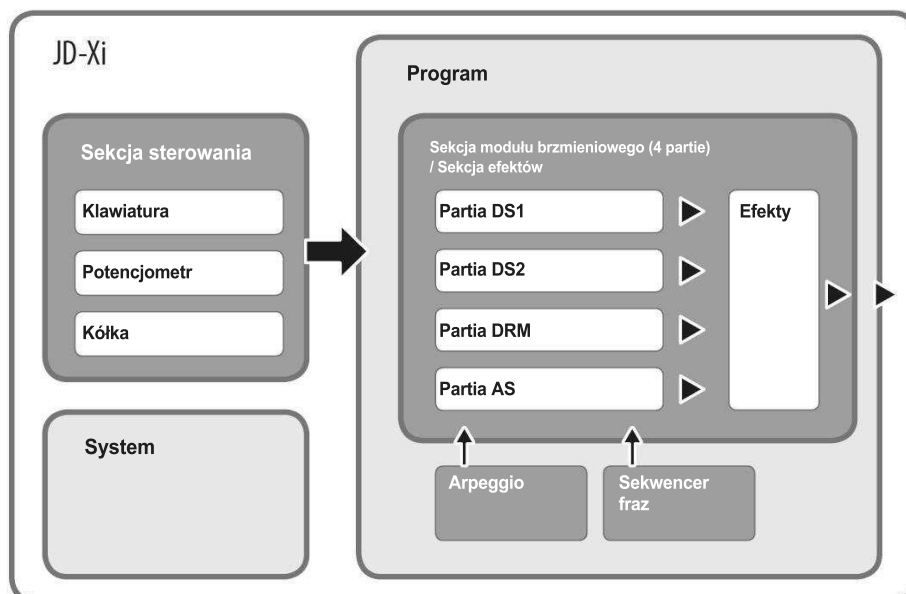 JD-Xi
Sekcja sterowania
Klawiatura
Potencjometr
Kółka
System
Program
Sekcja modułu brzmieniowego (4 partie)
/ Sekcja efektów
Partia DS1
Partia DS2
Partia DRM
Partia AS
Efekty
Arpeggio
Sekwencer
fraz